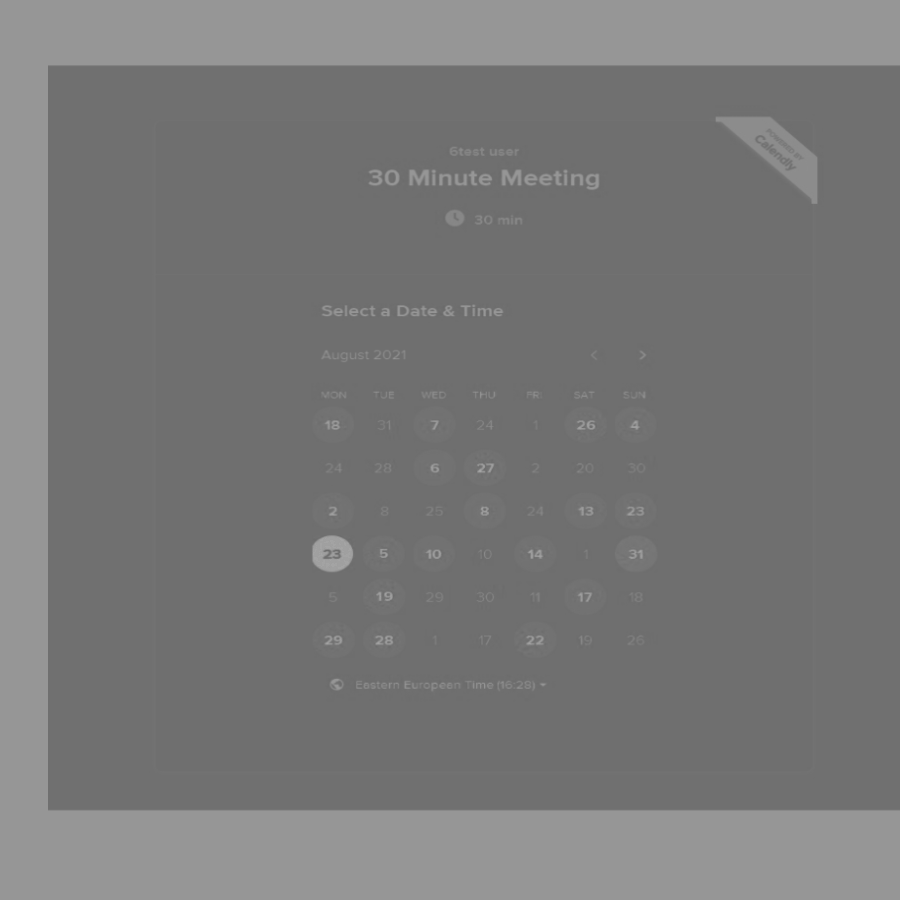 POWERED BY
Calendly
6test user
30 Minute Meeting
30 min
Select a Date & Time
August 2021
MON TUE WED THU FRI SAT SUN
18 31 7 24 1 26 4
24 28 6 27 2 20 30
2 8 25 8 24 13 23
23 5 10 10 14 1 31
5 19 29 30 11 17 18
29 28 1 17 22 19 26
Eastern European Time (16:28)